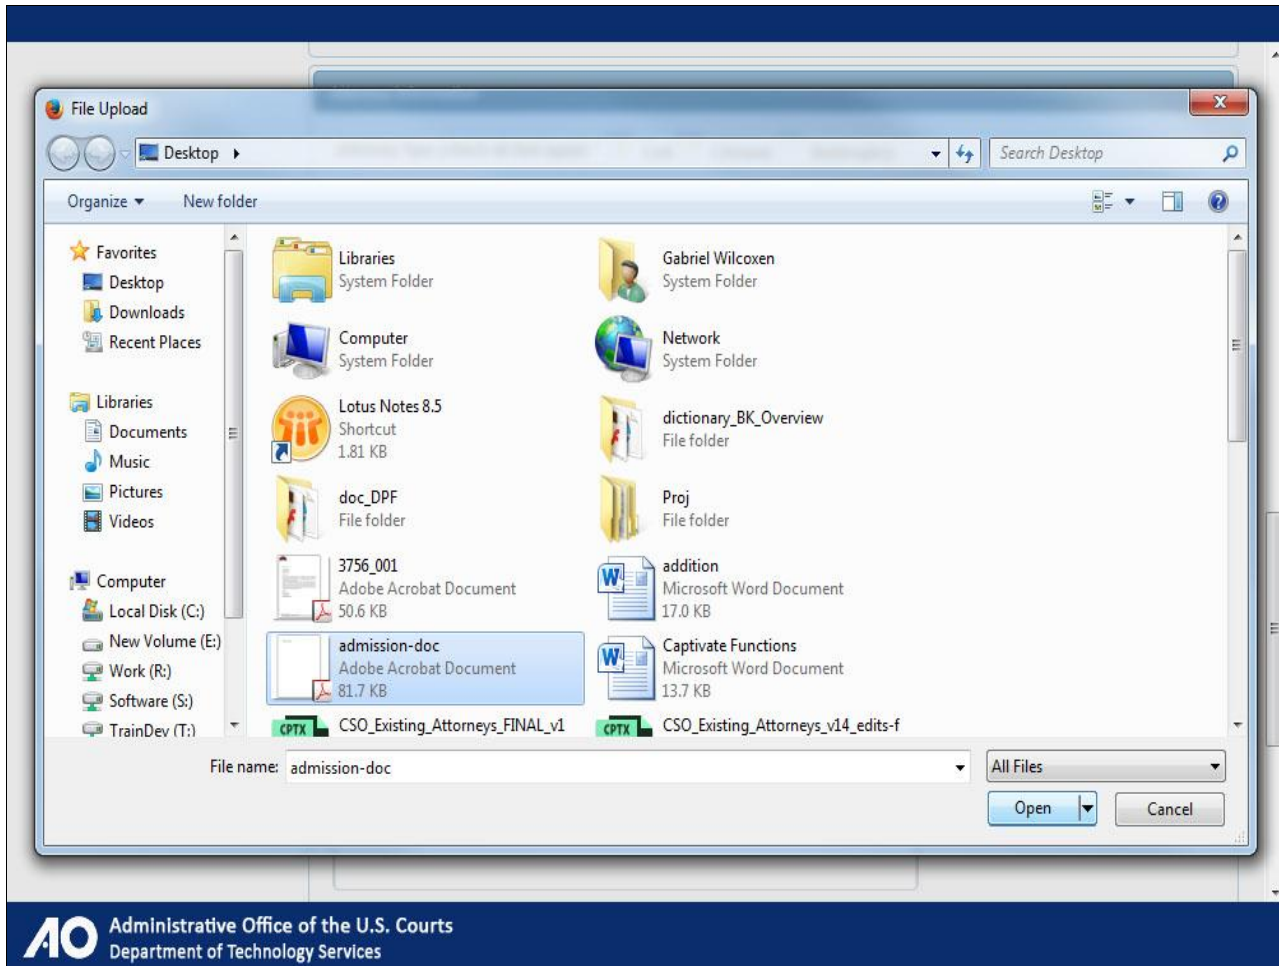 File Upload
Desktop
Search Desktop
Organize
New folder
Favorites
Desktop
Downloads
Recent Places
Libraries
Documents
Music
Pictures
Videos
Computer
Local Disk (C:)
New Volume (E:)
Work (R:)
Software (S:)
TrainDev (T:)
Libraries
System Folder
Gabriel Wilcoxen
System Folder
Computer
System Folder
Network
System Folder
Lotus Notes 8.5
Shortcut
1.81 KB
dictionary_BK_Overview
File folder
doc_DPF
File folder
Proj
File folder
3756_001
Adobe Acrobat Document
50.6 KB
addition
Microsoft Word Document
17.0 KB
admission-doc
Adobe Acrobat Document
81.7 KB
Captivate Functions
Microsoft Word Document
13.7 KB
CPTX
CSO_Existing_Attorneys_FINAL_v1
CPTX
CSO_Existing_Attorneys_v14_edits-f
File name: admission-doc
All Files
Open
Cancel
AO
Administrative Office of the U.S. Courts
Department of Technology Services